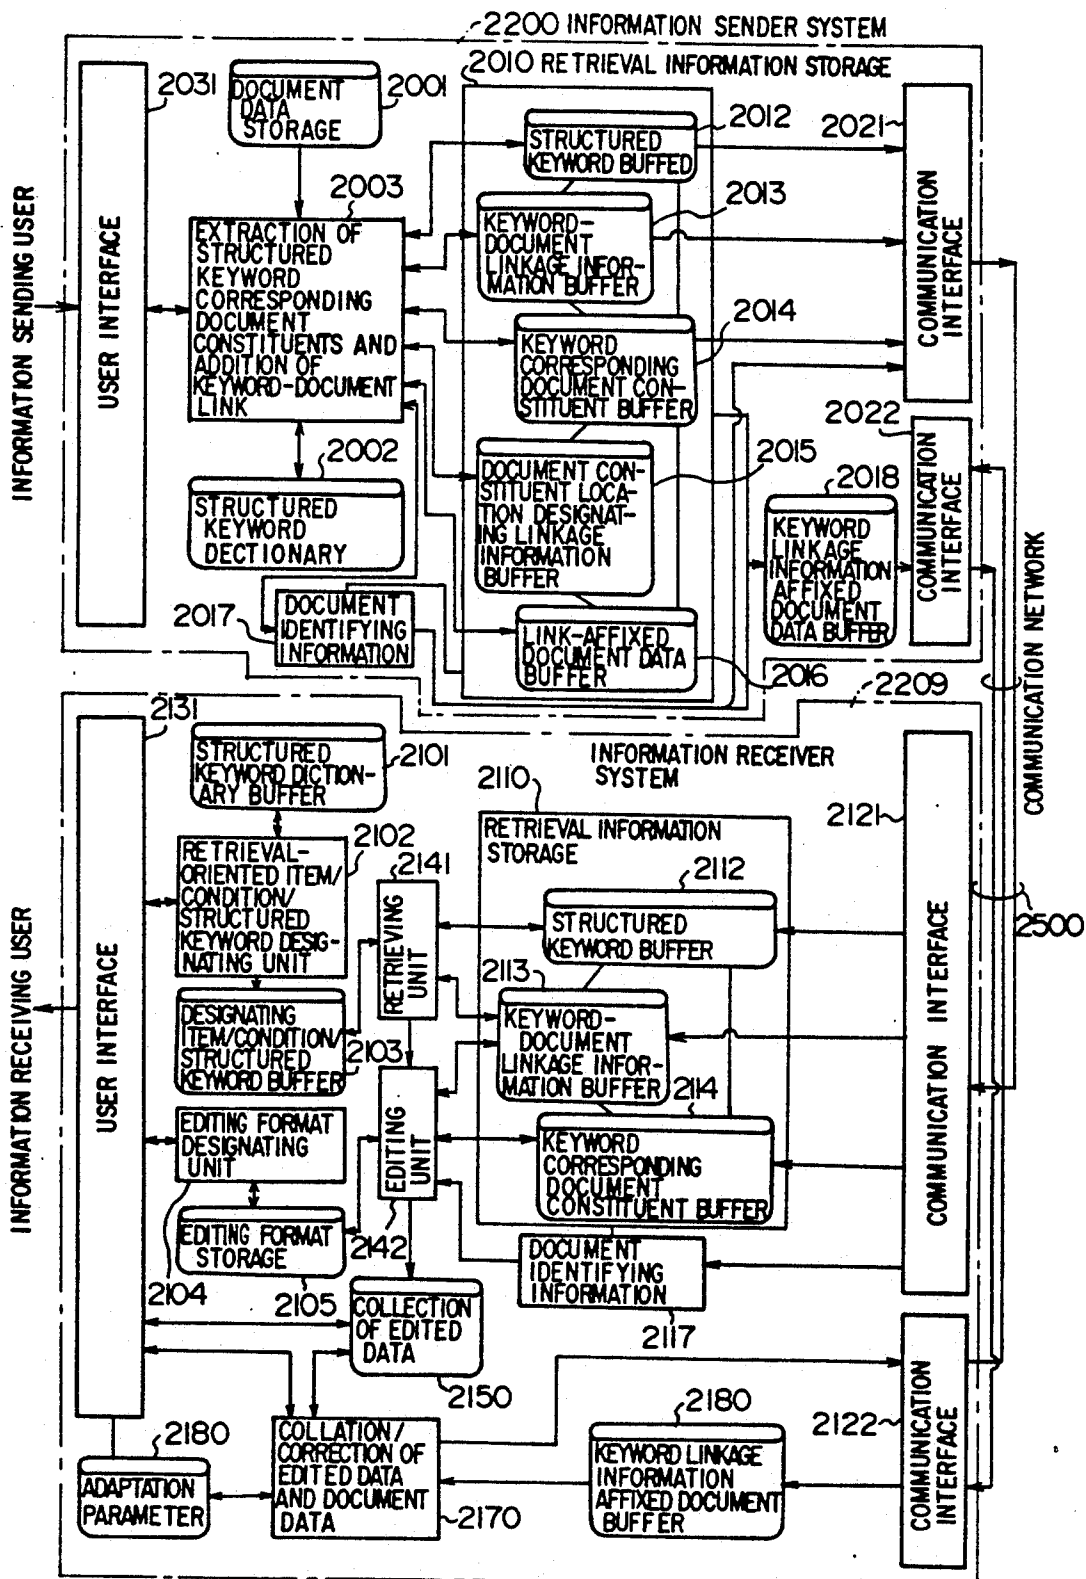 2200 INFORMATION SENDER SYSTEM
2010 RETRIEVAL INFORMATION STORAGE
2031
2001
DOCUMENT
DATA
STORAGE
2012
2021
STRUCTURED
KEYWORD BUFFED
2003
2013
EXTRACTION OF
STRUCTURED
KEYWORD
CORRESPONDING
DOCUMENT
CONSTITUENTS AND
ADDITION OF
KEYWORD-DOCUMENT
LINK
KEYWORD-
DOCUMENT
LINKAGE INFOR-
MATION BUFFER
2014
KEYWORD
CORRESPONDING
DOCUMENT CON-
STITUENT BUFFER
INFORMATION SENDING USER
USER INTERFACE
COMMUNICATION
INTERFACE
2002
STRUCTURED
KEYWORD
DECTIONARY
2015
DOCUMENT CON-
STITUENT LOCA-
TION DESIGNAT-
ING LINKAGE
INFORMATION
BUFFER
2022
2018
KEYWORD
LINKAGE
INFORMATION
AFFIXED
DOCUMENT
DATA BUFFER
COMMUNICATION
INTERFACE
2017
DOCUMENT
IDENTIFYING
INFORMATION
LINK-AFFIXED
DOCUMENT DATA
BUFFER
2016
COMMUNICATION NETWORK
2209
2131
STRUCTURED
KEYWORD DICTION-
ARY BUFFER
2101
INFORMATION RECEIVER
SYSTEM
2110
2121
RETRIEVAL INFORMATION
STORAGE
2102
RETRIEVAL-
ORIENTED ITEM/
CONDITION/
STRUCTURED
KEYWORD DESIG-
NATING UNIT
2141
RETRIEVING
UNIT
2112
STRUCTURED
KEYWORD BUFFER
2500
2113
KEYWORD-
DOCUMENT
LINKAGE INFOR-
MATION BUFFER
DESIGNATING
ITEM/CONDITION/
STRUCTURED
KEYWORD BUFFER
2103
INFORMATION RECEIVING USER
USER INTERFACE
COMMUNICATION INTERFACE
2114
KEYWORD
CORRESPONDING
DOCUMENT
CONSTITUENT BUFFER
EDITING FORMAT
DESIGNATING
UNIT
EDITING
UNIT
2142
EDITING FORMAT
STORAGE
2104
2105
DOCUMENT
IDENTIFYING
INFORMATION
2117
COLLECTION
OF EDITED
DATA
2150
2122
COMMUNICATION
INTERFACE
2180
ADAPTATION
PARAMETER
COLLATION/
CORRECTION OF
EDITED DATA
AND DOCUMENT
DATA
2170
2180
KEYWORD LINKAGE
INFORMATION
AFFIXED DOCUMENT
BUFFER